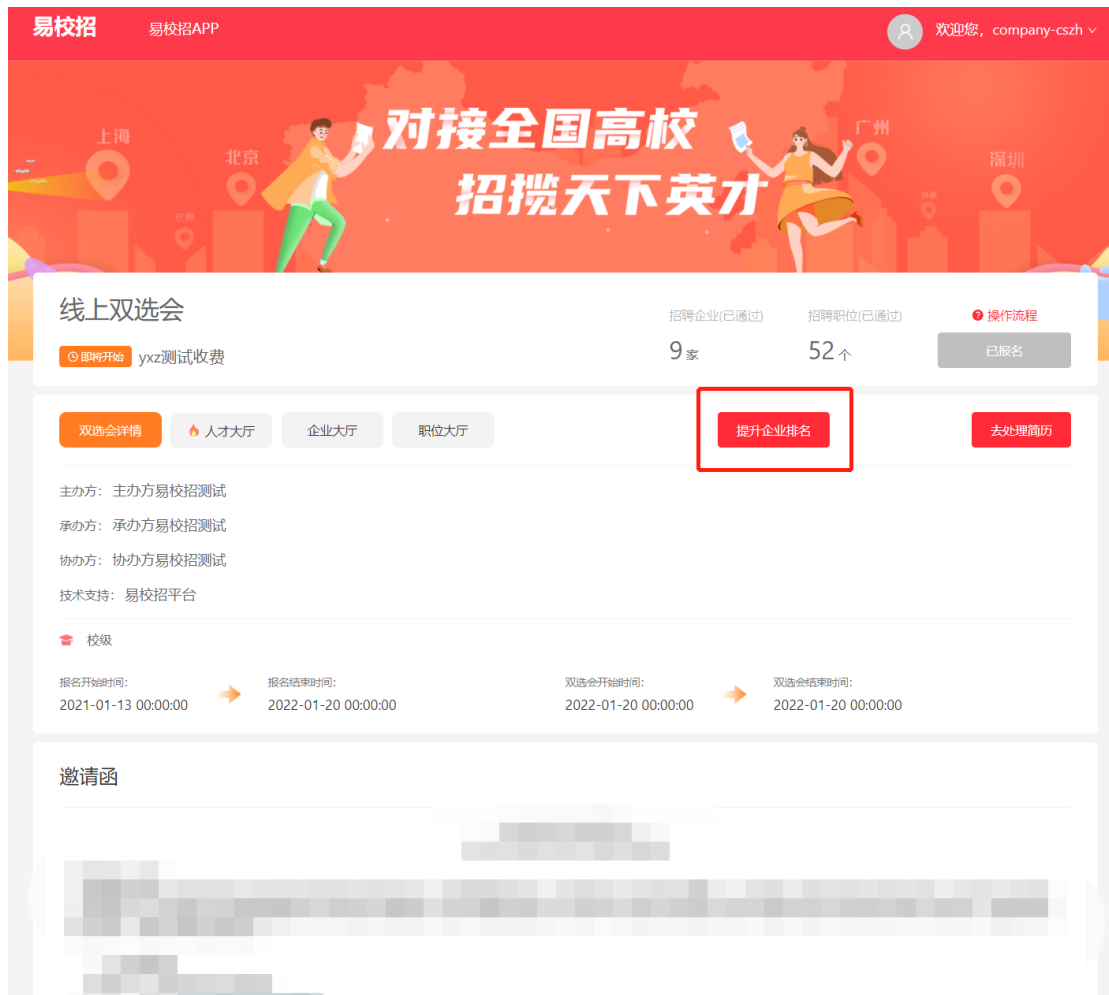 易校招 易校招APP 欢迎您，company-cszh
对接全国高校
招揽天下英才
上海
北京
杭州
广州
深圳
线上双选会
招聘企业(已通过) 招聘职位(已通过) 操作流程
即将开始 yxz测试收费
9 家 52 个 已报名
双选会详情 人才大厅 企业大厅 职位大厅 提升企业排名 去处理简历
主办方： 主办方易校招测试
承办方： 承办方易校招测试
协办方： 协办方易校招测试
技术支持： 易校招平台
校级
报名开始时间： 报名结束时间： 双选会开始时间： 双选会结束时间：
2021-01-13 00:00:00 2022-01-20 00:00:00 2022-01-20 00:00:00 2022-01-20 00:00:00
邀请函